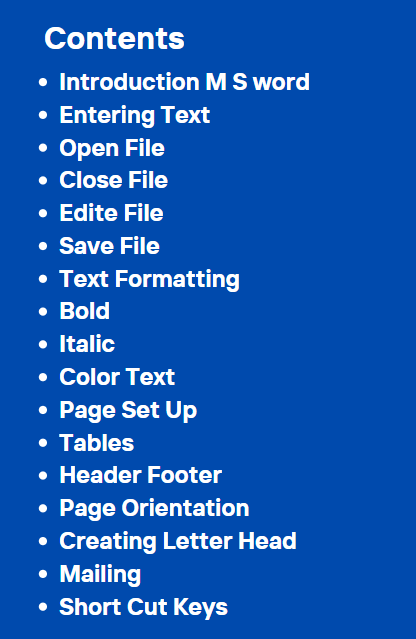 Contents
• Introduction M S word
• Entering Text
• Open File
• Close File
• Edite File
• Save File
• Text Formatting
• Bold
• Italic
• Color Text
• Page Set Up
• Tables
• Header Footer
• Page Orientation
• Creating Letter Head
• Mailing
• Short Cut Keys